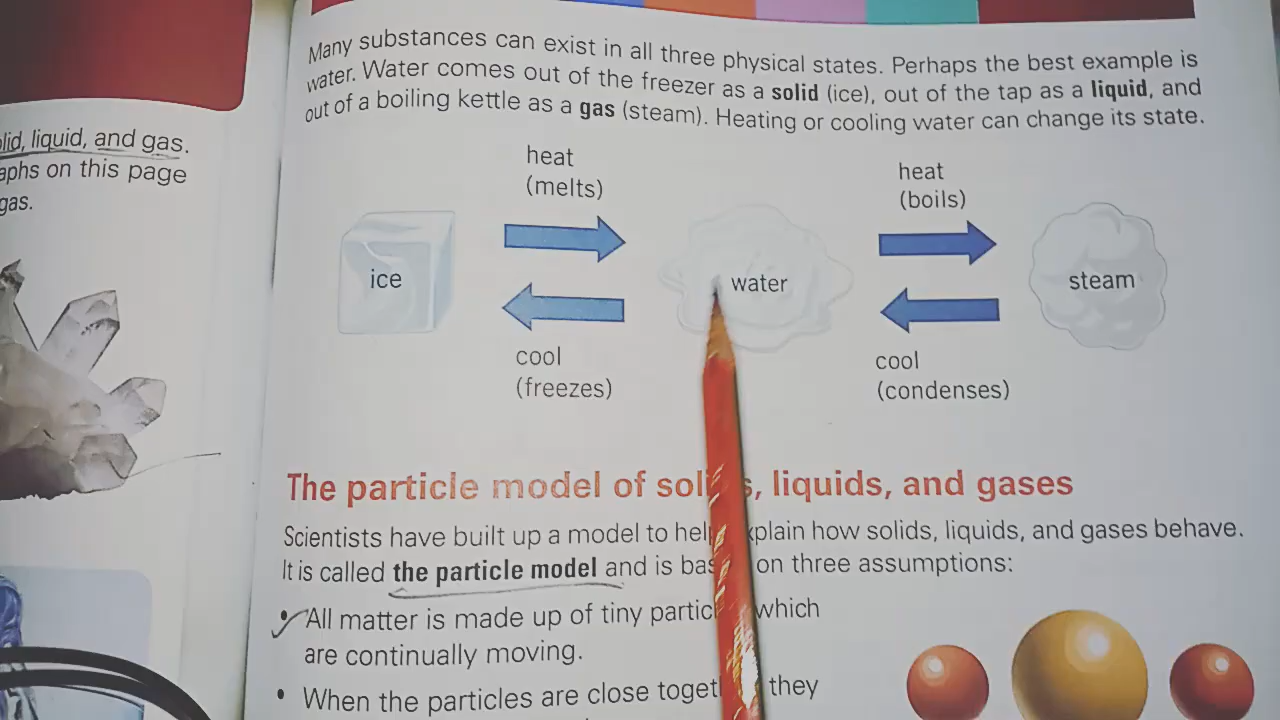 Many substances can exist in all three physical states. Perhaps the best example is
water. Water comes out of the freezer as a solid (ice), out of the tap as a liquid, and
out of a boiling kettle as a gas (steam). Heating or cooling water can change its state.
lid, liquid, and gas.
aphs on this page
gas.
heat
(melts)
heat
(boils)
ice
water
steam
cool
(freezes)
cool
(condenses)
The particle model of soli s, liquids, and gases
Scientists have built up a model to hel xplain how solids, liquids, and gases behave.
It is called the particle model and is bas on three assumptions:
• All matter is made up of tiny partic which
are continually moving.
• When the particles are close toget they